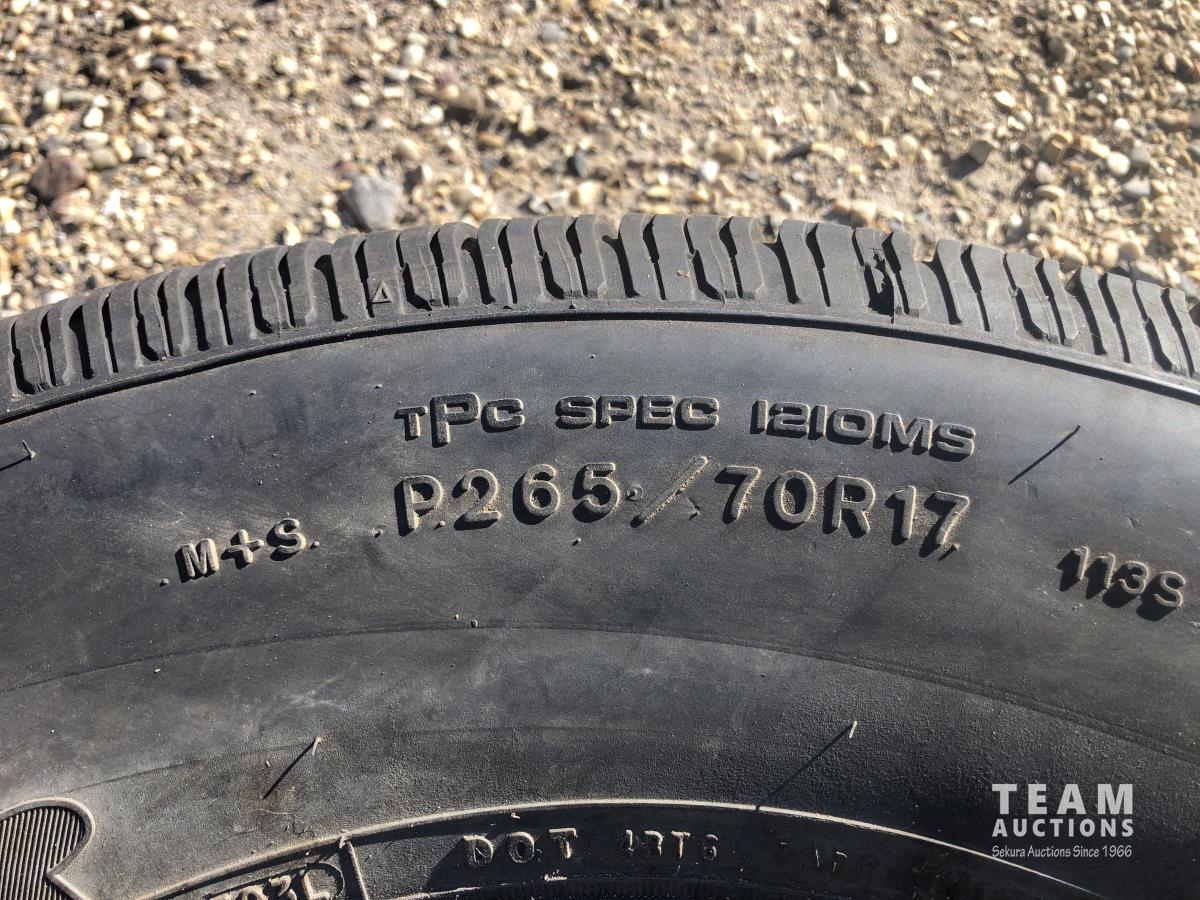 TPC SPEC 1210MS
P265/70R17
M+S
113S
DOT
TEAM
AUCTIONS
Sekura Auctions Since 1966